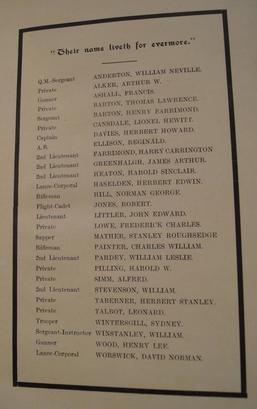 "Their name liveth for evermore."
Q.M.-Sergeant ANDERTON, WILLIAM NEVILLE.
Private ALKER, ARTHUR W.
Gunner ASHALL, FRANCIS.
Private BARTON, THOMAS LAWRENCE.
Sergeant BARTON, HENRY FARRIMOND.
Private CANSDALE, LIONEL HEWITT.
Captain DAVIES, HERBERT HOWARD.
A.B. ELLISON, REGINALD.
2nd Lieutenant FARRIMOND, HARRY CARRINGTON
2nd Lieutenant GREENHALGH, JAMES ARTHUR.
2nd Lieutenant HEATON, HAROLD SINCLAIR.
Lance-Corporal HASELDEN, HERBERT EDWIN.
Rifleman HILL, NORMAN GEORGE.
Flight-Cadet JONES, ROBERT.
Lieutenant LITTLER, JOHN EDWARD.
Private LOWE, FREDERICK CHARLES.
Sapper MATHER, STANLEY ROUGHSEDGE
Rifleman PAINTER, CHARLES WILLIAM.
2nd Lieutenant PARDEY, WILLIAM LESLIE.
Private PILLING, HAROLD W.
Private SIMM, ALFRED.
2nd Lieutenant STEVENSON, WILLIAM.
Private TABERNER, HERBERT STANLEY.
Private TALBOT, LEONARD.
Trooper WINTERSGILL, SYDNEY.
Sergeant-Instructor WINSTANLEY, WILLIAM.
Gunner WOOD, HENRY LEE.
Lance-Corporal WORSWICK, DAVID NORMAN.